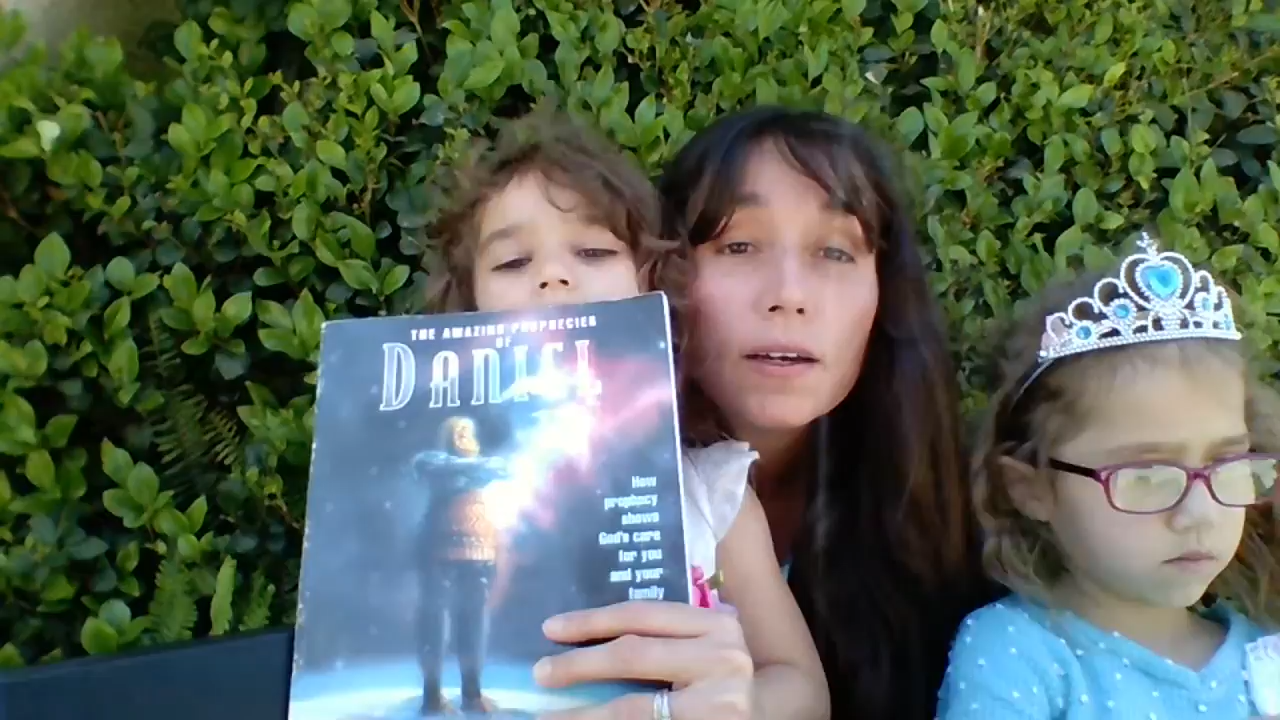 THE AMAZING PROPHECIES
OF
DANIEL
How
prophecy
shows
God's care
for you
and your
family